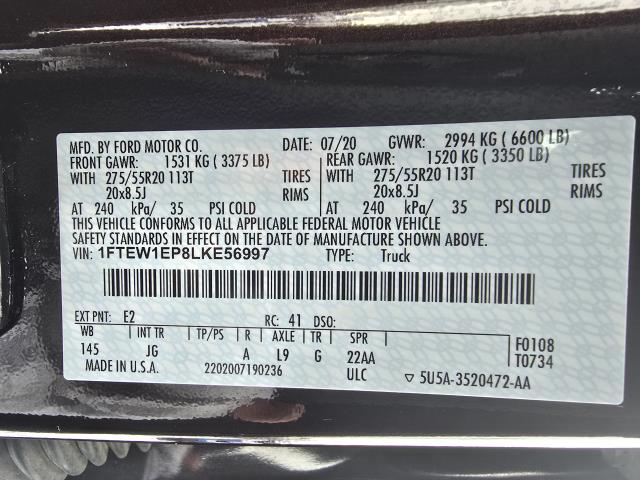 MFD. BY FORD MOTOR CO. DATE: 07/20 GVWR: 2994 KG ( 6600 LB)
FRONT GAWR: 1531 KG ( 3375 LB) REAR GAWR: 1520 KG ( 3350 LB)
WITH 275/55R20 113T TIRES WITH 275/55R20 113T TIRES
20x8.5J RIMS 20x8.5J RIMS
AT 240 kPa/ 35 PSI COLD AT 240 kPa/ 35 PSI COLD
THIS VEHICLE CONFORMS TO ALL APPLICABLE FEDERAL MOTOR VEHICLE
SAFETY STANDARDS IN EFFECT ON THE DATE OF MANUFACTURE SHOWN ABOVE.
VIN: 1FTEW1EP8LKE56997 TYPE: Truck
EXT PNT: E2 RC: 41 DSO:
WB INT TR TP/PS R AXLE TR SPR F0108
145 JG A L9 G 22AA T0734
MADE IN U.S.A. 2202007190236 ULC ▽ 5U5A-3520472-AA